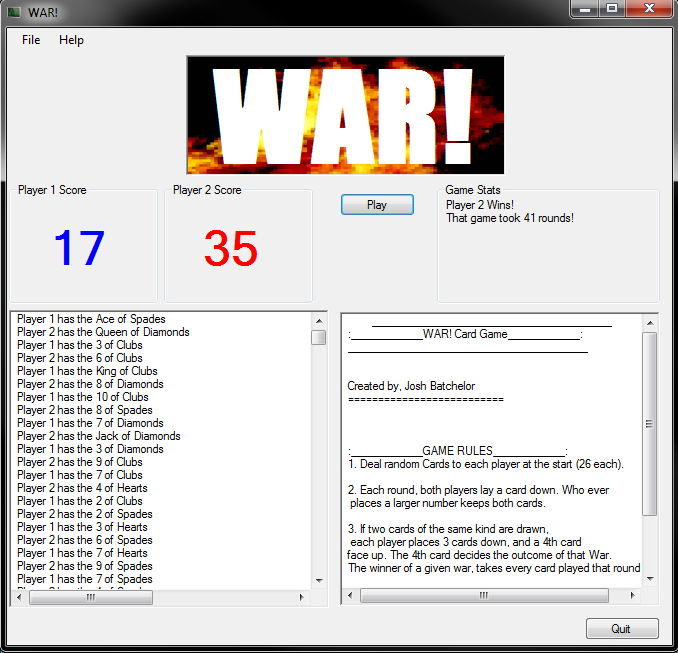 WAR!
File Help
WAR!
Player 1 Score
17
Player 2 Score
35
Play
Game Stats
Player 2 Wins!
That game took 41 rounds!
Player 1 has the Ace of Spades
Player 2 has the Queen of Diamonds
Player 1 has the 3 of Clubs
Player 2 has the 6 of Clubs
Player 1 has the King of Clubs
Player 2 has the 8 of Diamonds
Player 1 has the 10 of Clubs
Player 2 has the 8 of Spades
Player 1 has the 7 of Diamonds
Player 2 has the Jack of Diamonds
Player 1 has the 3 of Diamonds
Player 2 has the 9 of Clubs
Player 1 has the 7 of Clubs
Player 2 has the 4 of Hearts
Player 1 has the 2 of Clubs
Player 2 has the 2 of Spades
Player 1 has the 3 of Hearts
Player 2 has the 6 of Spades
Player 1 has the 7 of Hearts
Player 2 has the 9 of Spades
Player 1 has the 7 of Spades
________________________________________
:____________WAR! Card Game____________:
________________________________________
Created by, Josh Batchelor
==========================
:____________GAME RULES____________:
1. Deal random Cards to each player at the start (26 each).
2. Each round, both players lay a card down. Who ever
places a larger number keeps both cards.
3. If two cards of the same kind are drawn,
each player places 3 cards down, and a 4th card
face up. The 4th card decides the outcome of that War.
The winner of a given war, takes every card played that round
Quit